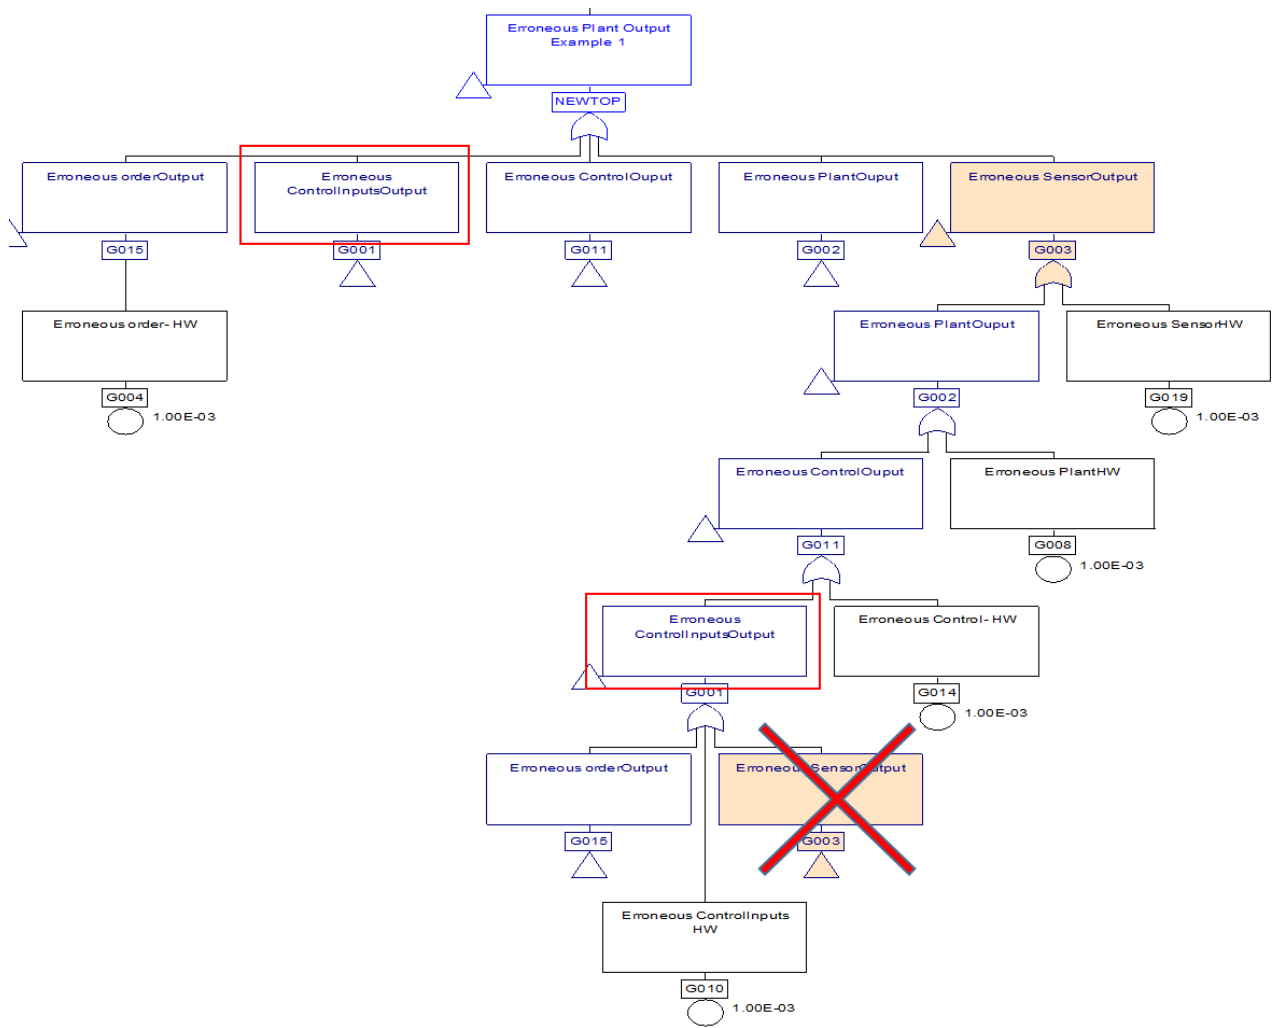 Erroneous Plant Output
Example 1
NEWTOP
Erroneous orderOutput
Erroneous
ControlInputsOutput
Erroneous ControlOuput
Erroneous PlantOuput
Erroneous SensorOutput
G015
G001
G011
G002
G003
Erroneous order-HW
Erroneous PlantOuput
Erroneous SensorHW
G004
1.00E-03
G002
G019
1.00E-03
Erroneous ControlOuput
Erroneous PlantHW
G011
G008
1.00E-03
Erroneous
ControlInputsOutput
Erroneous Control-HW
G001
G014
1.00E-03
Erroneous orderOutput
Erroneous SensorOutput
G015
G003
Erroneous ControlInputs
HW
G010
1.00E-03